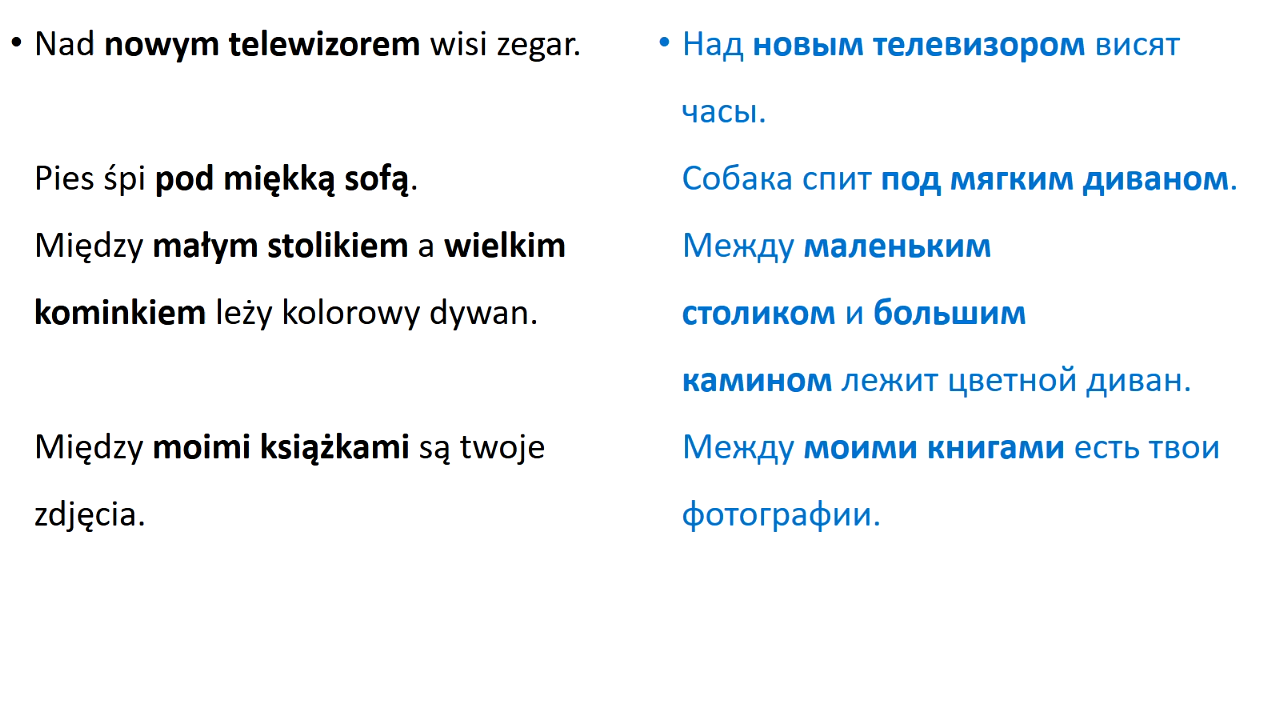 • Nad nowym telewizorem wisi zegar.
Pies śpi pod miękką sofą.
Między małym stolikiem a wielkim
kominkiem leży kolorowy dywan.
Między moimi książkami są twoje
zdjęcia.
• Над новым телевизором висят
часы.
Собака спит под мягким диваном.
Между маленьким
столиком и большим
камином лежит цветной диван.
Между моими книгами есть твои
фотографии.